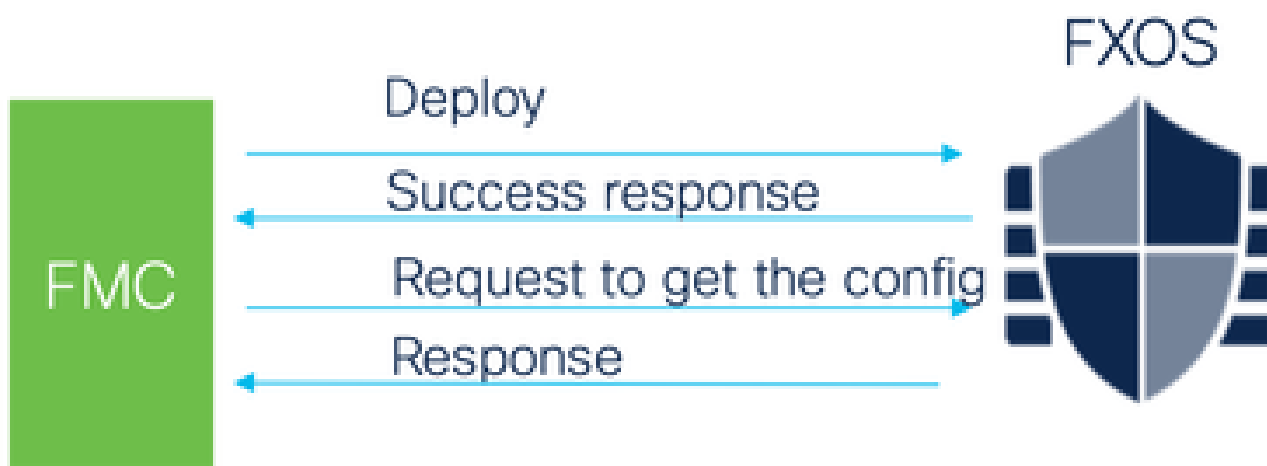 FXOS
Deploy
Success response
FMC
Request to get the config
Response